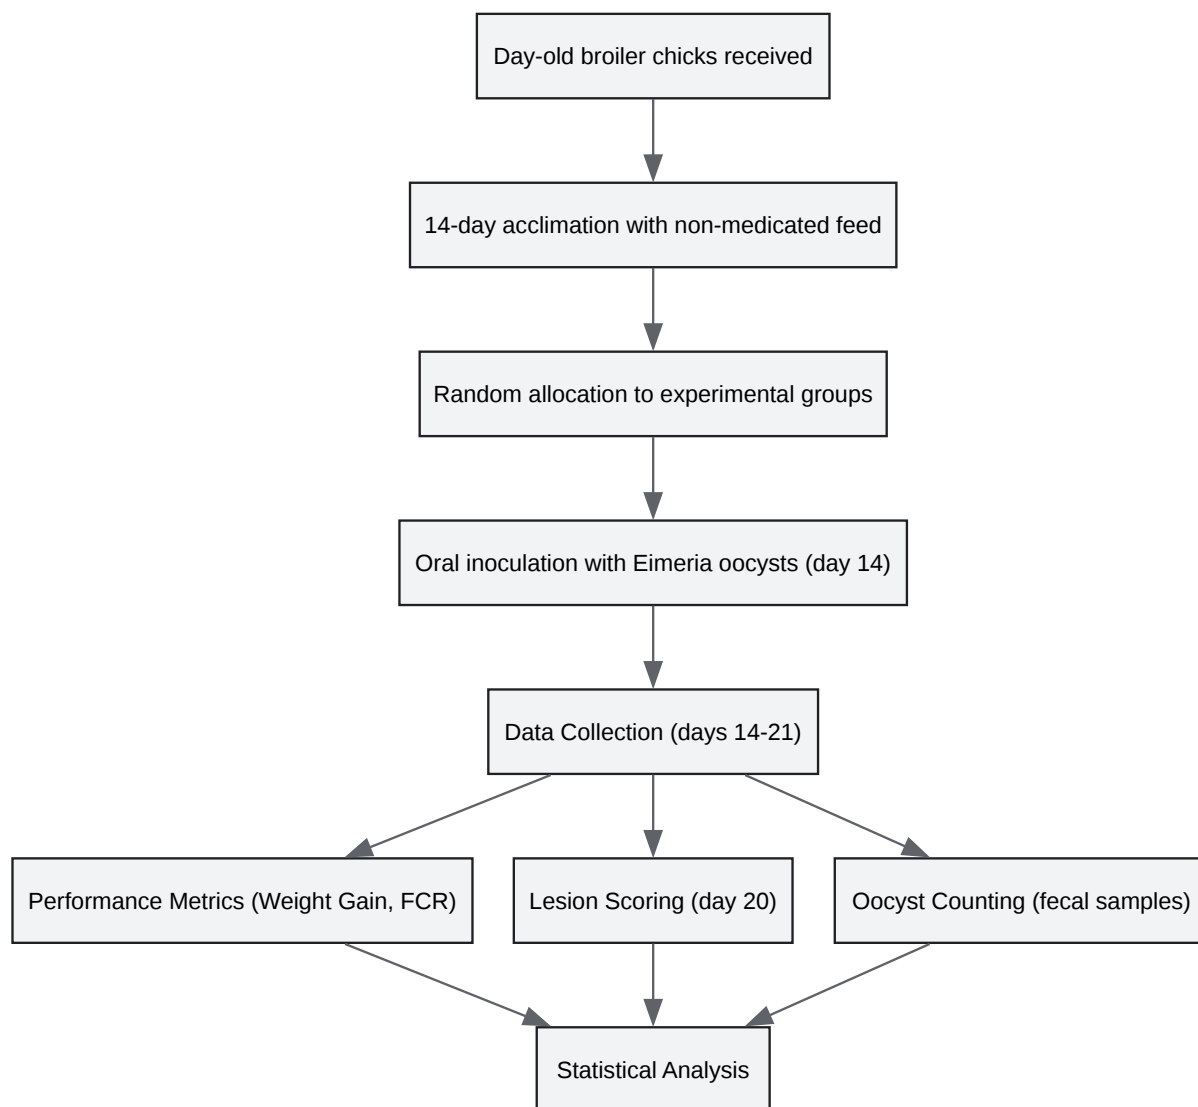 Day-old broiler chicks received
14-day acclimation with non-medicated feed
Random allocation to experimental groups
Oral inoculation with Eimeria oocysts (day 14)
Data Collection (days 14-21)
Performance Metrics (Weight Gain, FCR)
Lesion Scoring (day 20)
Oocyst Counting (fecal samples)
Statistical Analysis